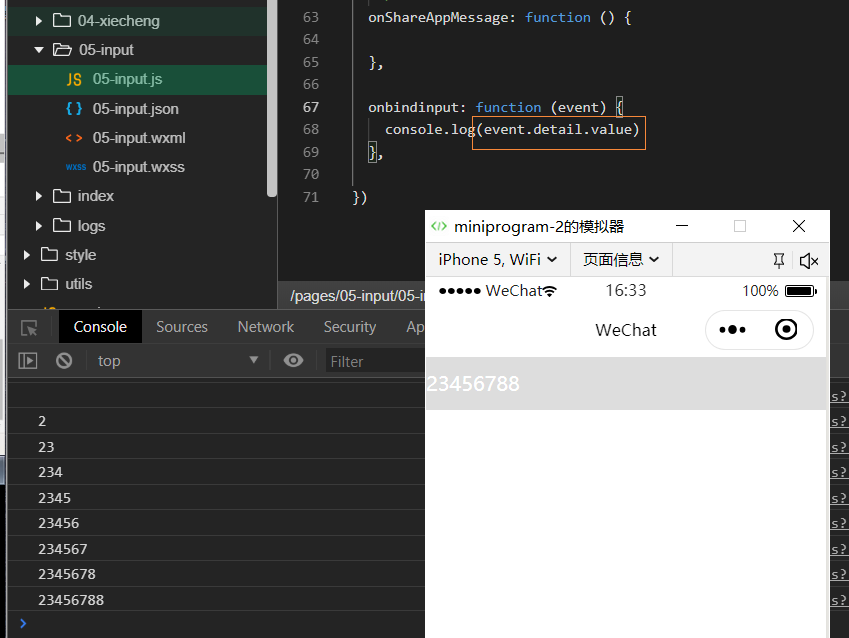 04-xiecheng
05-input
JS 05-input.js
{ } 05-input.json
< > 05-input.wxml
wxss 05-input.wxss
index
logs
style
utils
63 onShareAppMessage: function () {
64
65 },
66
67 onbindinput: function (event) {
68 console.log(event.detail.value)
69 },
70
71 })
/pages/05-input/05-i
miniprogram-2的模拟器
iPhone 5, WiFi 页面信息
WeChat 16:33 100%
WeChat
23456788
Console Sources Network Security Ap
top Filter
2
23
234
2345
23456
234567
2345678
23456788
>
s?
s?
s?
s?
s?
s?
s?
s?
s?